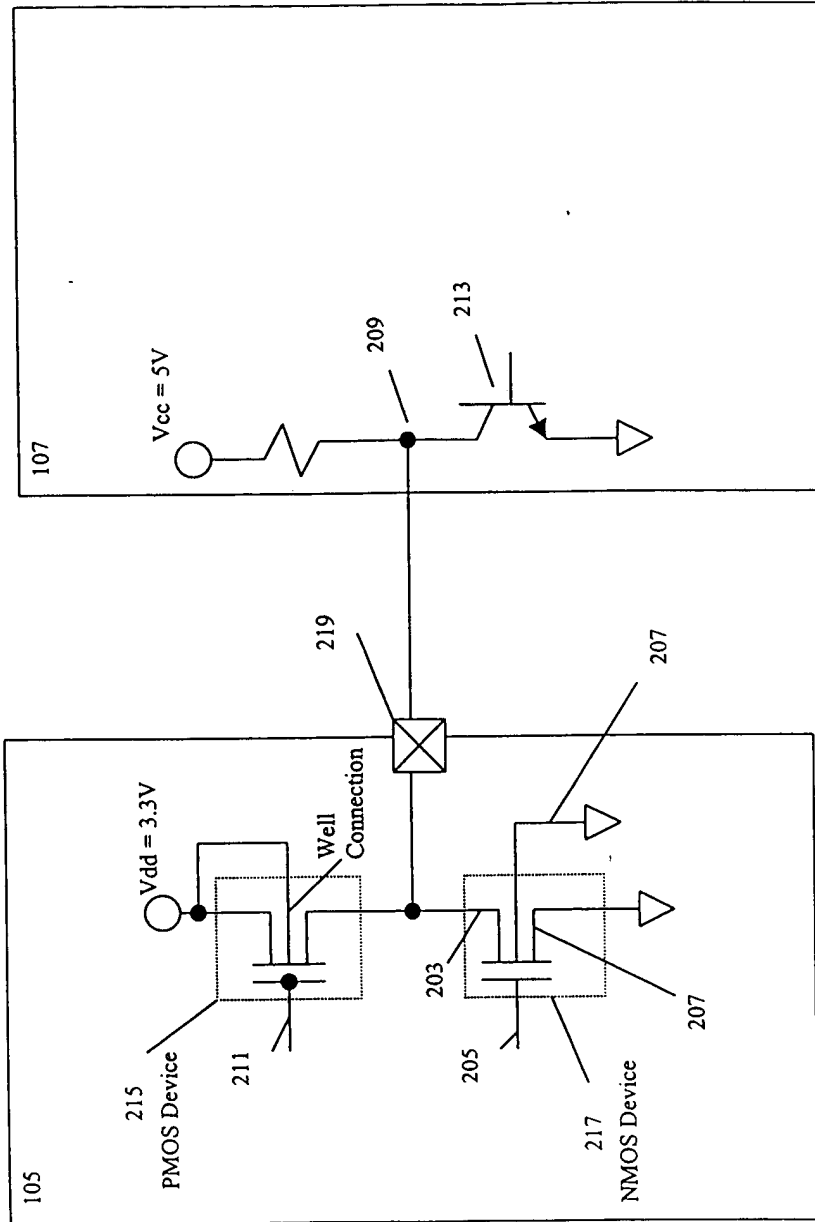 107
Vcc = 5V
209
213
219
207
105
Vdd = 3.3V
Well
Connection
203
207
211
205
215
PMOS Device
217
NMOS Device